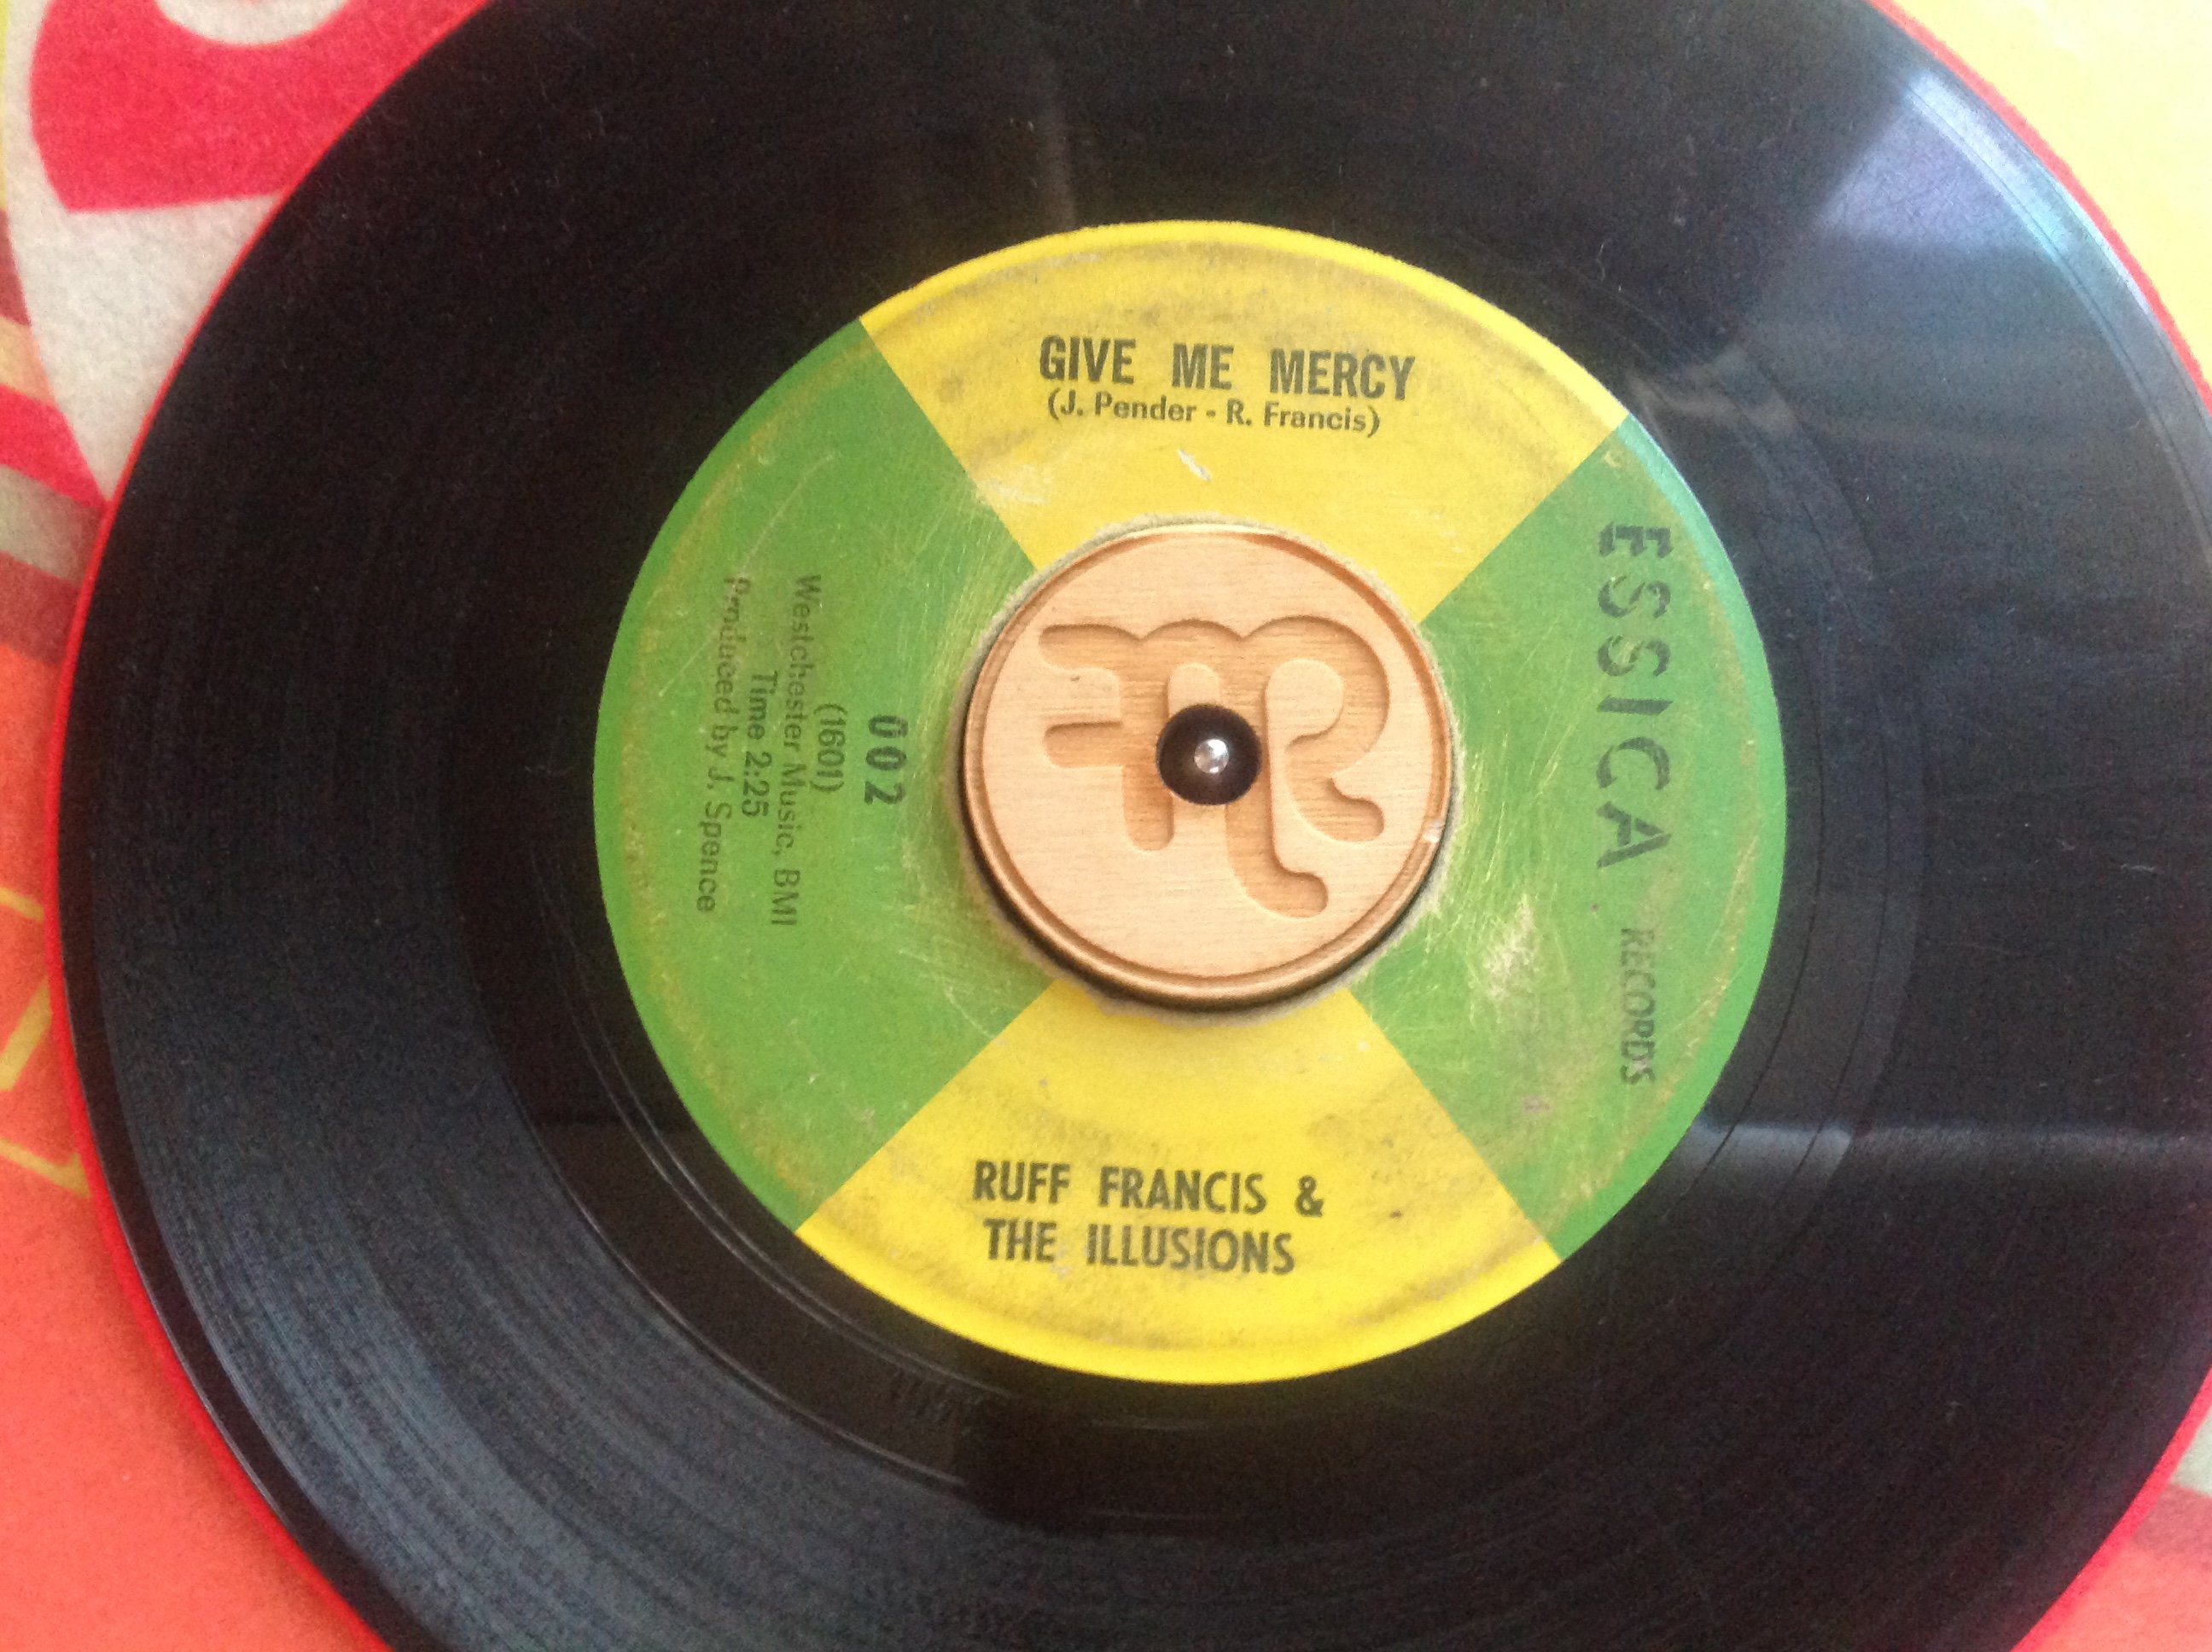 GIVE ME MERCY
(J. Pender - R. Francis)
ESSICA RECORDS
002
(1601)
Westchester Music, BMI
Time 2:25
Produced by J. Spence
RUFF FRANCIS &
THE ILLUSIONS